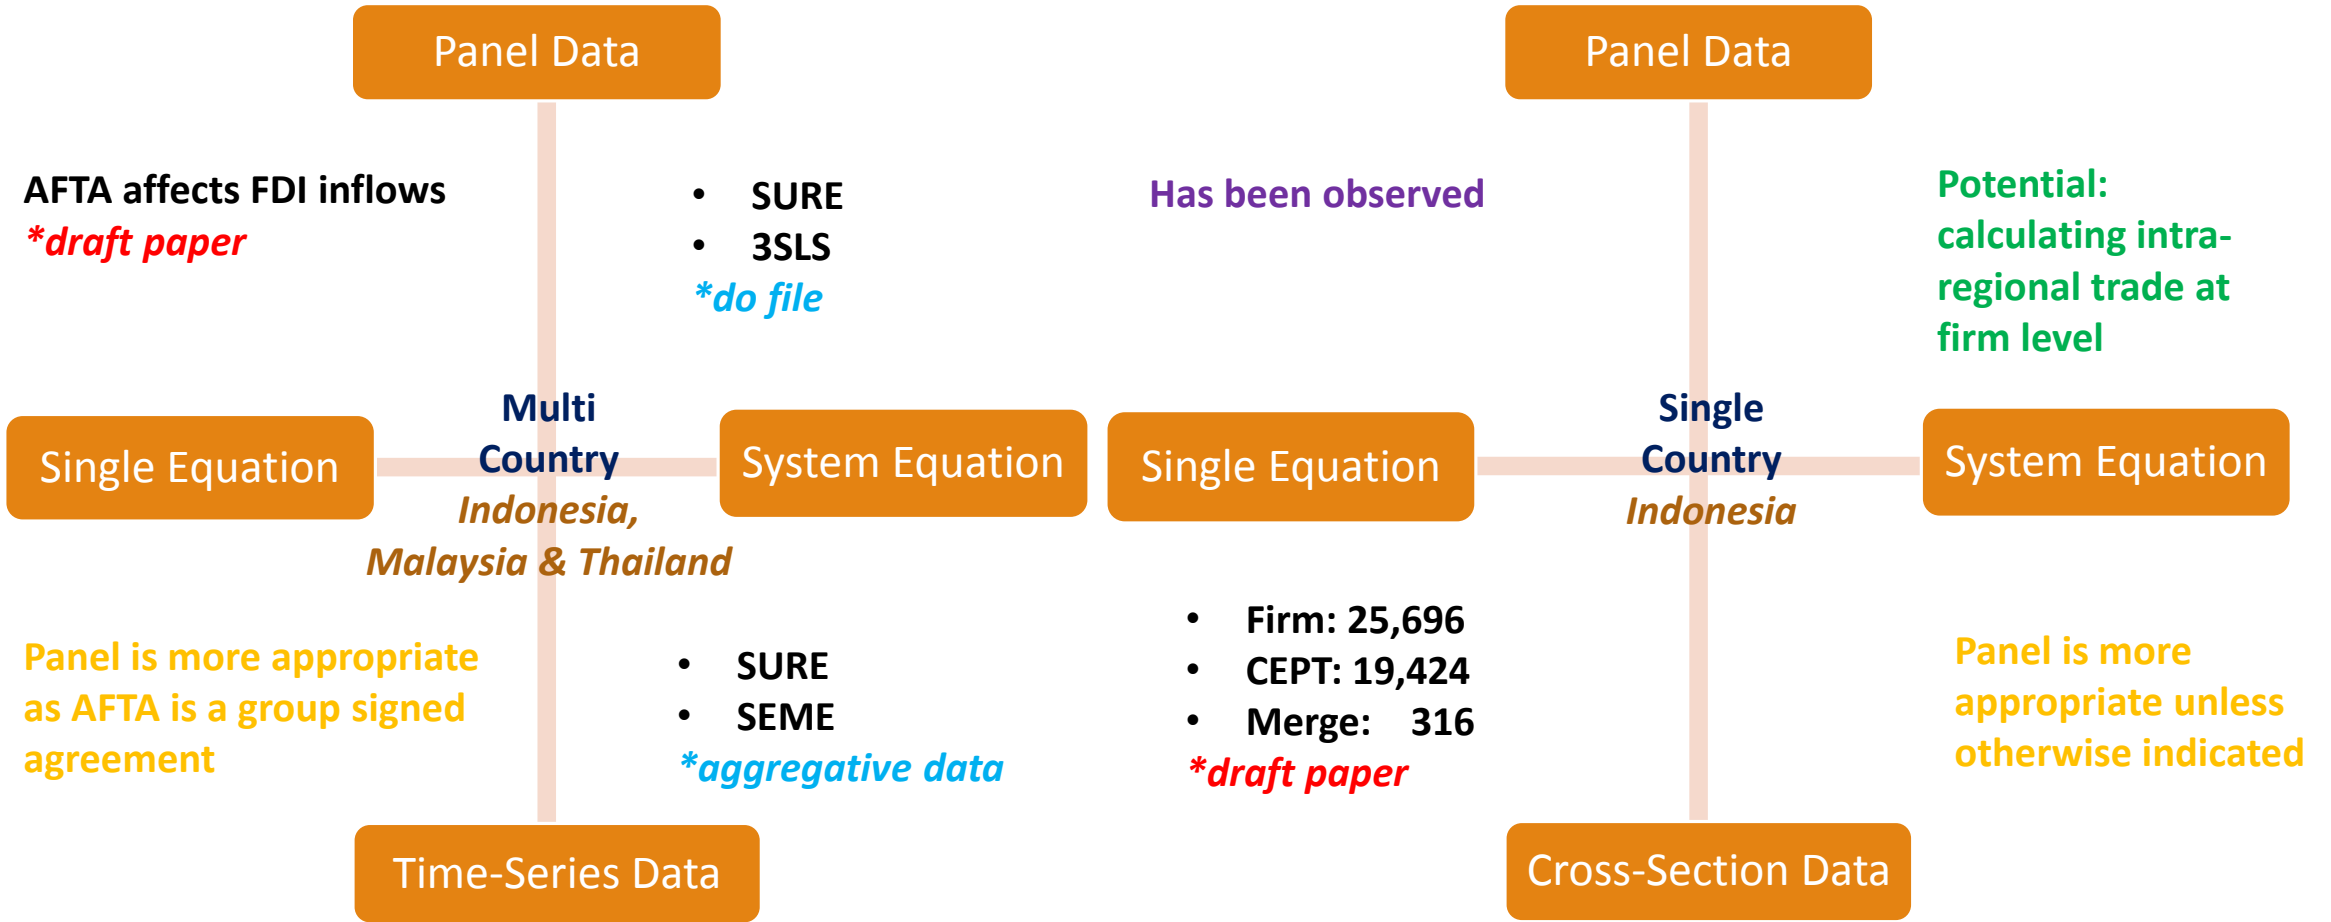 Panel Data
AFTA affects FDI inflows
*draft paper
• SURE
• 3SLS
*do file
Single Equation
Multi
Country
Indonesia,
Malaysia & Thailand
System Equation
Panel is more appropriate
as AFTA is a group signed
agreement
• SURE
• SEME
*aggregative data
Time-Series Data
Panel Data
Has been observed
Potential:
calculating intra-
regional trade at
firm level
Single Equation
Single
Country
Indonesia
System Equation
• Firm: 25,696
• CEPT: 19,424
• Merge: 316
*draft paper
Panel is more
appropriate unless
otherwise indicated
Cross-Section Data